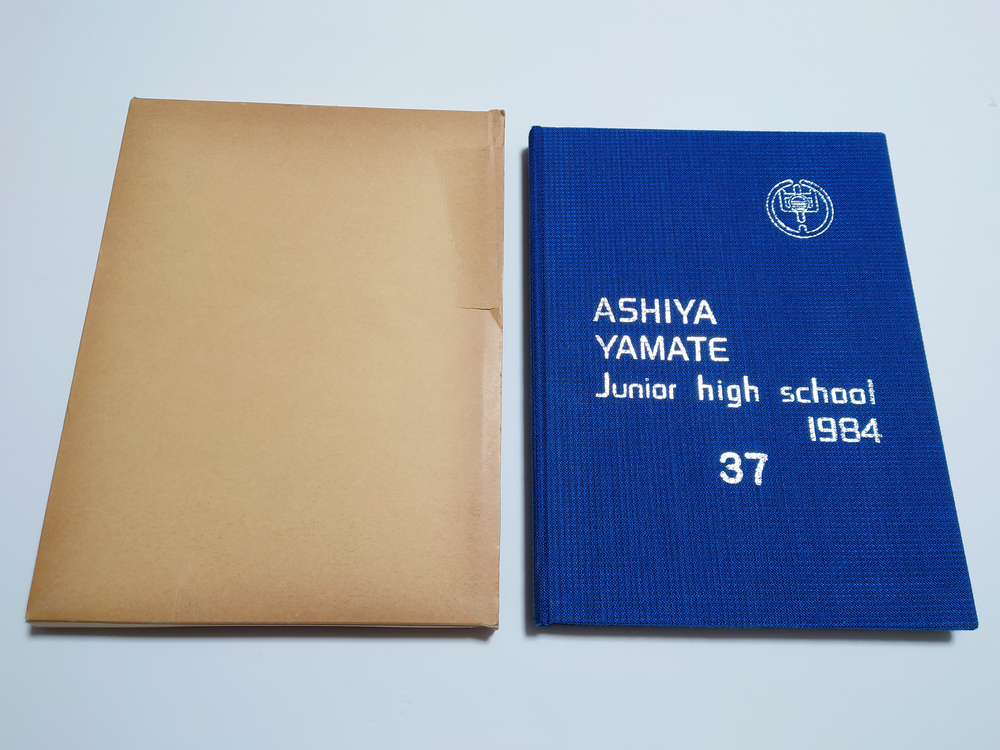 ASHIYA
YAMATE
Junior high school
1984
37